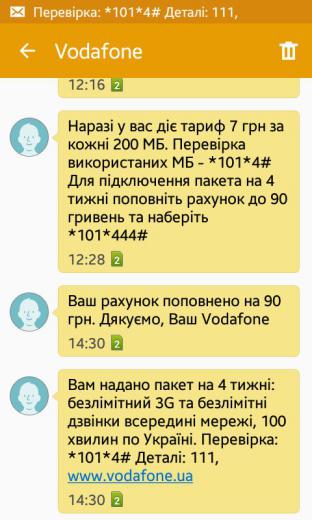 Перевірка: *101*4# Деталі: 111,
Vodafone
12:16 2
Наразі у вас діє тариф 7 грн за
кожні 200 МБ. Перевірка
використаних МБ - *101*4#
Для підключення пакета на 4
тижні поповніть рахунок до 90
гривень та наберіть
*101*444#
12:28 2
Ваш рахунок поповнено на 90
грн. Дякуємо, Ваш Vodafone
14:30 2
Вам надано пакет на 4 тижні:
безлімітний 3G та безлімітні
дзвінки всередині мережі, 100
хвилин по Україні. Перевірка:
*101*4# Деталі: 111,
www.vodafone.ua
14:30 2